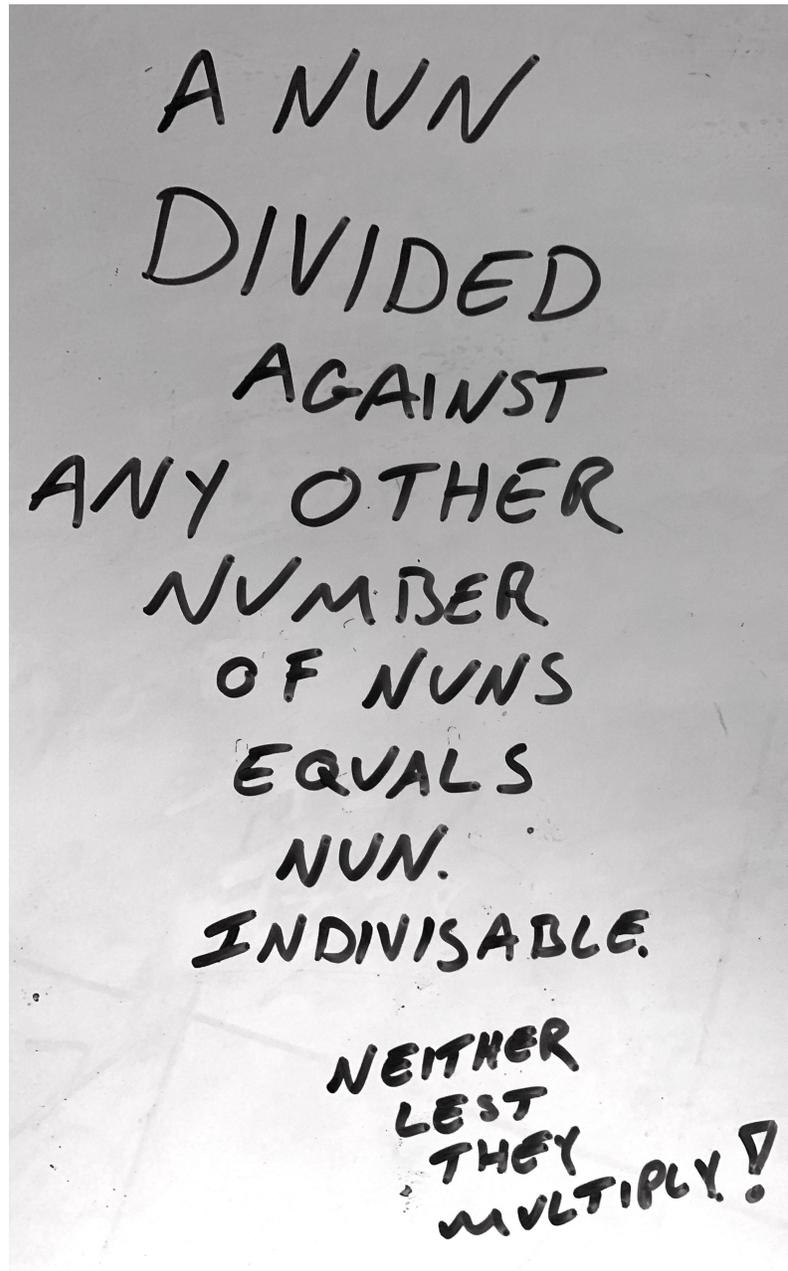 A NUN
DIVIDED
AGAINST
ANY OTHER
NUMBER
OF NUNS
EQUALS
NUN.
INDIVISABLE.
NEITHER
LEST
THEY
MULTIPLY.!